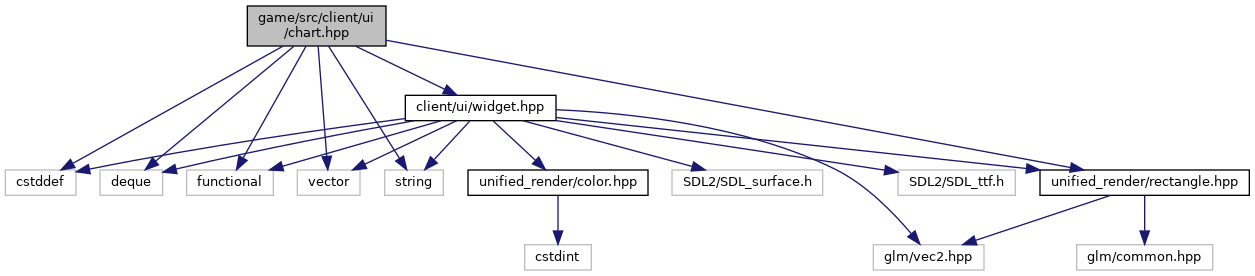 game/src/client/ui
/chart.hpp
client/ui/widget.hpp
cstddef
deque
functional
vector
string
unified_render/color.hpp
SDL2/SDL_surface.h
SDL2/SDL_ttf.h
unified_render/rectangle.hpp
cstdint
glm/vec2.hpp
glm/common.hpp